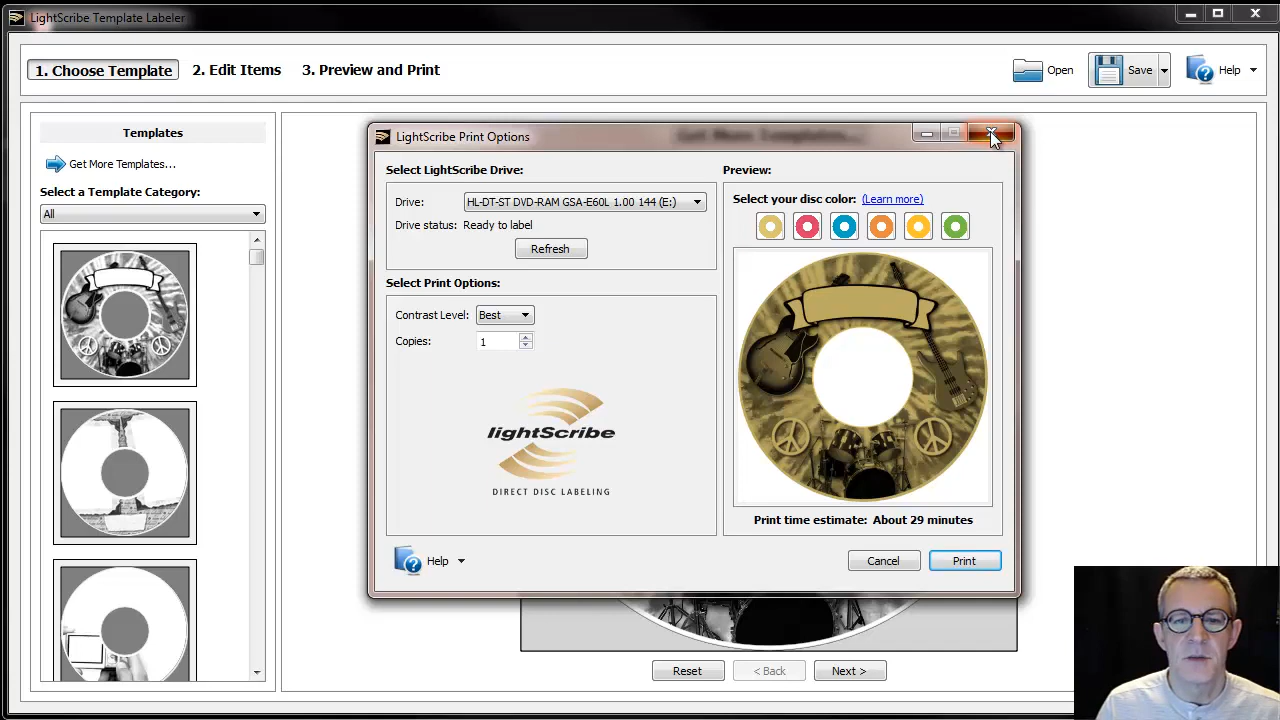 LightScribe Template Labeler
1. Choose Template
2. Edit Items
3. Preview and Print
Open
Save
Help
Templates
Get More Templates...
Select a Template Category:
All
LightScribe Print Options
Get More Templates...
Select LightScribe Drive:
Drive:
HL-DT-ST DVD-RAM GSA-E60L 1.00 144 (E:)
Drive status:
Ready to label
Refresh
Select Print Options:
Contrast Level:
Best
Copies:
1
lightScribe
DIRECT DISC LABELING
Help
Preview:
Select your disc color: (Learn more)
Print time estimate: About 29 minutes
Cancel
Print
Reset
< Back
Next >